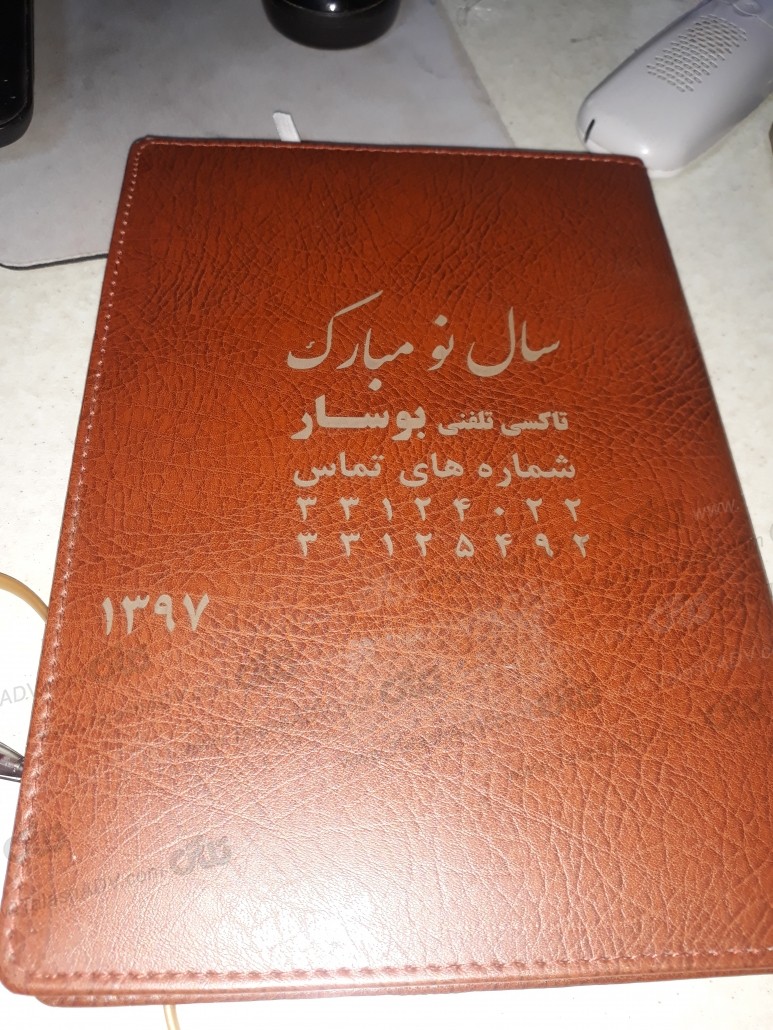 سال نو مبارک
تاکسی تلفنی بوسار
شماره های تماس
۳۳۱۲۴۰۲۲
۳۳۱۲۵۴۹۲
۱۳۹۷